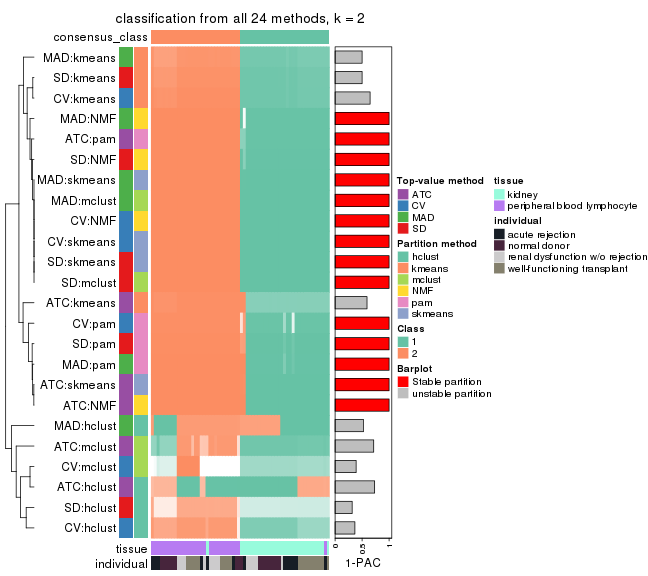 classification from all 24 methods, k = 2
consensus_class
MAD:kmeans
SD:kmeans
CV:kmeans
MAD:NMF
ATC:pam
SD:NMF
MAD:skmeans
MAD:mclust
CV:NMF
CV:skmeans
SD:skmeans
SD:mclust
ATC:kmeans
CV:pam
SD:pam
MAD:pam
ATC:skmeans
ATC:NMF
MAD:hclust
ATC:mclust
CV:mclust
ATC:hclust
SD:hclust
CV:hclust
tissue
individual
0 0.5 1
1-PAC
Top-value method
ATC
CV
MAD
SD
Partition method
hclust
kmeans
mclust
NMF
pam
skmeans
Class
1
2
Barplot
Stable partition
unstable partition
tissue
kidney
peripheral blood lymphocyte
individual
acute rejection
normal donor
renal dysfunction w/o rejection
well-functioning transplant